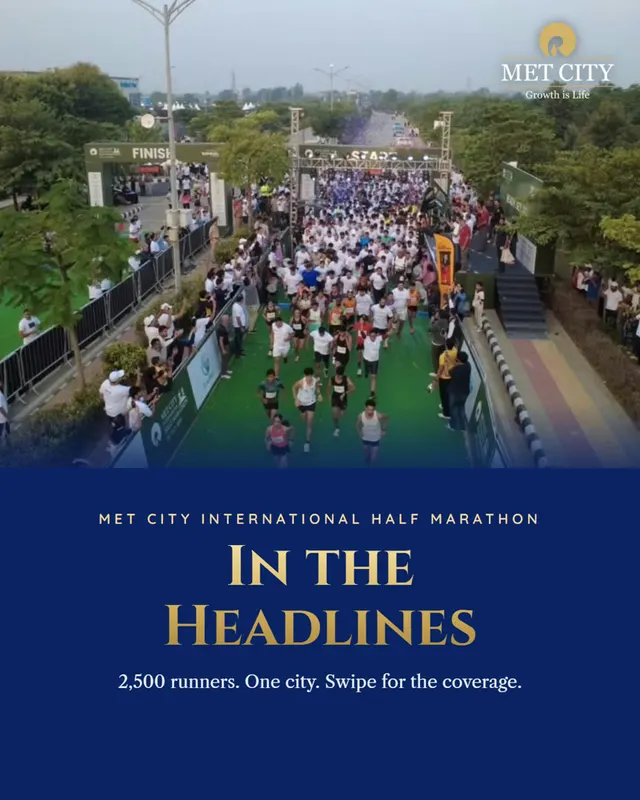 MET CITY
Growth is Life
FINISH
START
MET CITY INTERNATIONAL HALF MARATHON
IN THE
HEADLINES
2,500 runners. One city. Swipe for the coverage.